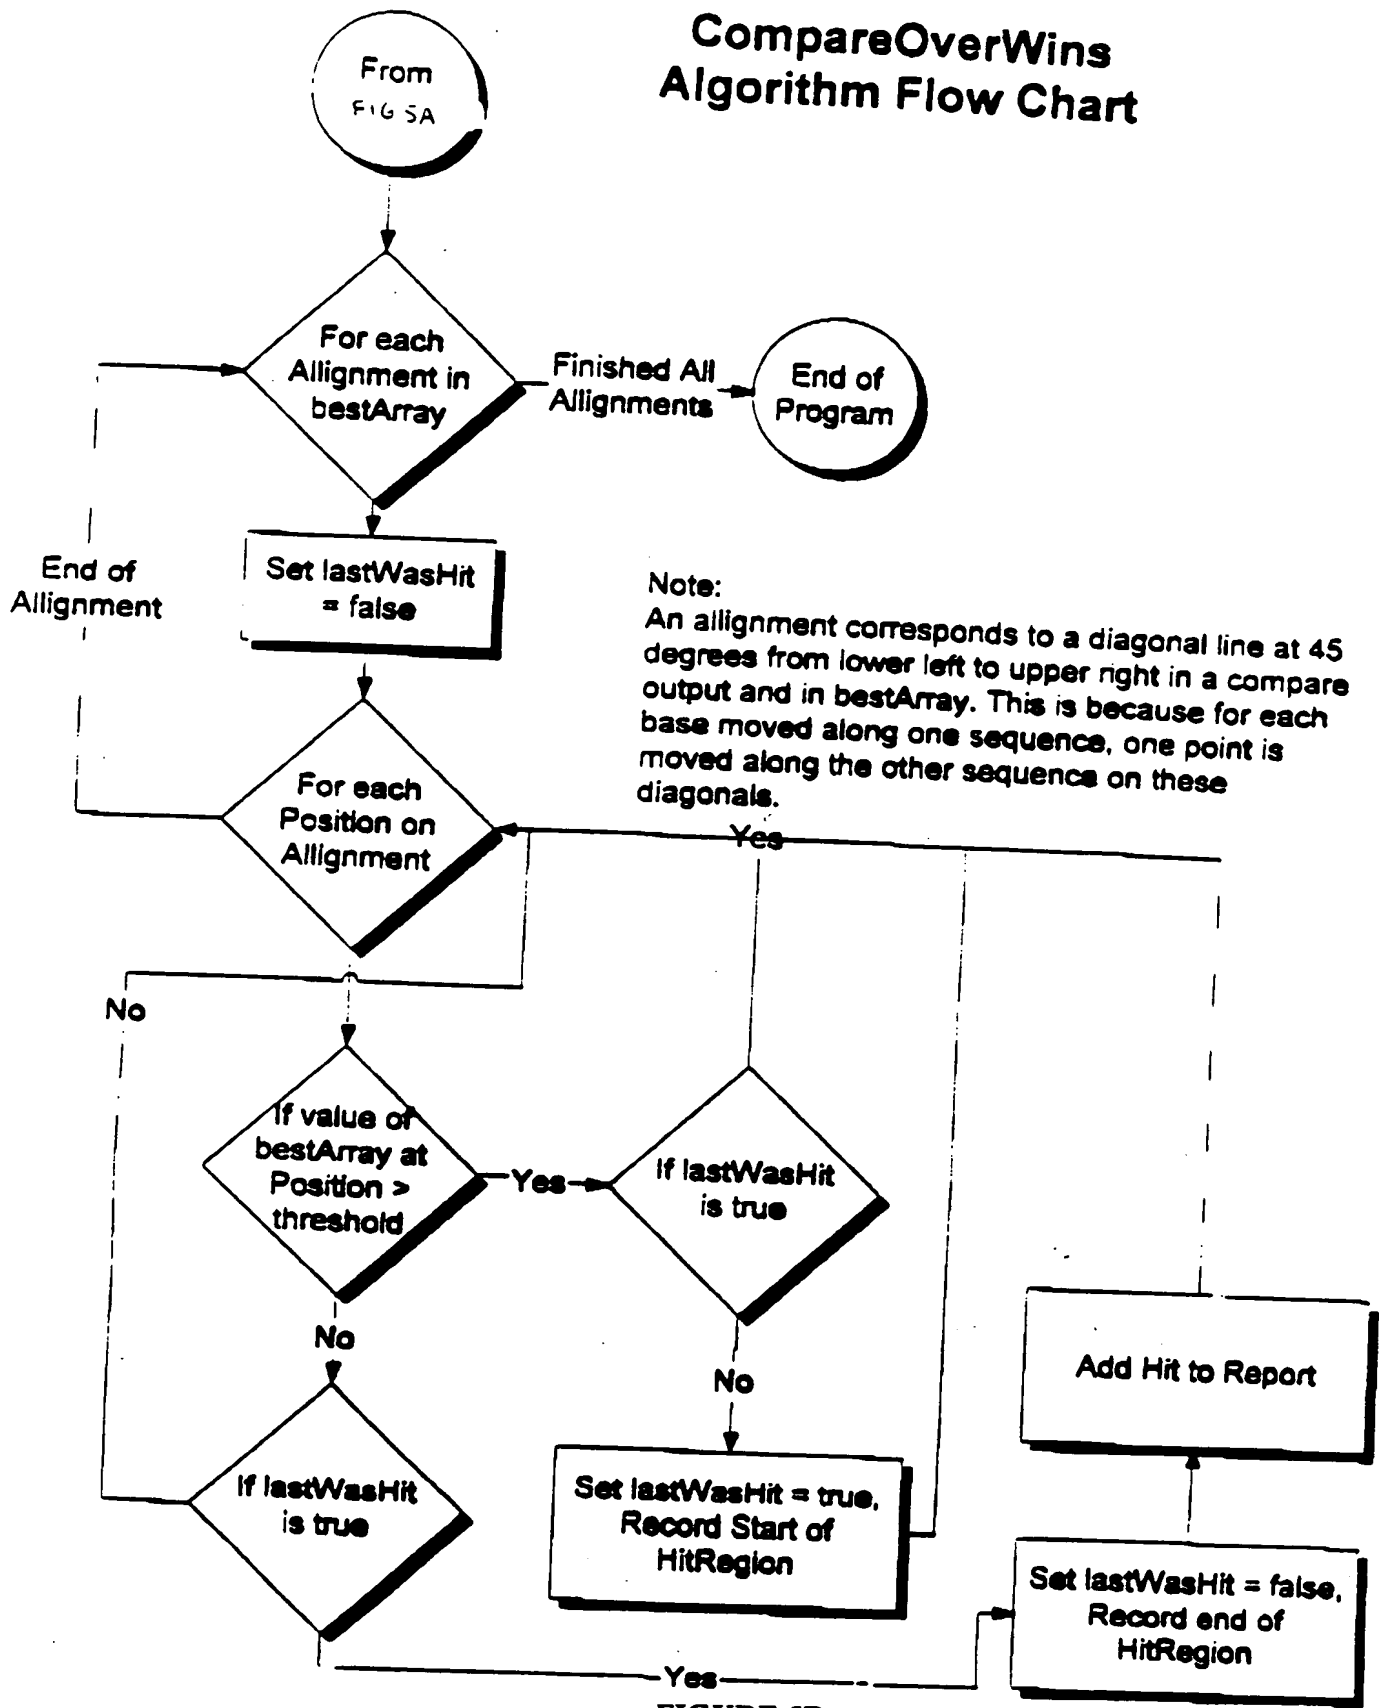 CompareOverWins
Algorithm Flow Chart
From
FIG 5A
For each
Allignment in
bestArray
Finished All
Allignments
End of
Program
End of
Allignment
Set lastWasHit
= false
Note:
An allignment corresponds to a diagonal line at 45
degrees from lower left to upper right in a compare
output and in bestArray. This is because for each
base moved along one sequence, one point is
moved along the other sequence on these
diagonals.
For each
Position on
Allignment
Yes
No
If value of
bestArray at
Position >
threshold
Yes
If lastWasHit
is true
No
No
Add Hit to Report
If lastWasHit
is true
Set lastWasHit = true,
Record Start of
HitRegion
Set lastWasHit = false,
Record end of
HitRegion
Yes